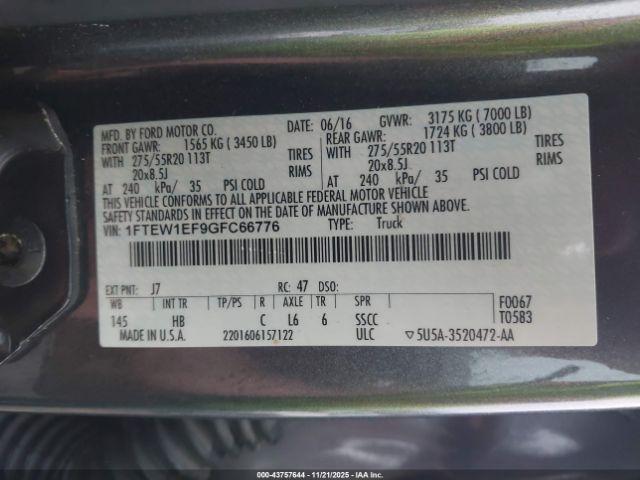 MFD. BY FORD MOTOR CO. DATE: 06/16 GVWR: 3175 KG ( 7000 LB)
FRONT GAWR: 1565 KG ( 3450 LB) REAR GAWR: 1724 KG ( 3800 LB)
WITH 275/55R20 113T TIRES WITH 275/55R20 113T TIRES
20x8.5J RIMS 20x8.5J RIMS
AT 240 kPa/ 35 PSI COLD AT 240 kPa/ 35 PSI COLD
THIS VEHICLE CONFORMS TO ALL APPLICABLE FEDERAL MOTOR VEHICLE
SAFETY STANDARDS IN EFFECT ON THE DATE OF MANUFACTURE SHOWN ABOVE.
VIN: 1FTEW1EF9GFC66776 TYPE: Truck
EXT PNT: J7 RC: 47 DSO:
WB INT TR TP/PS R AXLE TR SPR F0067
145 HB C L6 6 SSCC T0583
MADE IN U.S.A. 2201606157122 ULC ▽5U5A-3520472-AA
00-43757644 - 11/21/2025 - IAA Inc.